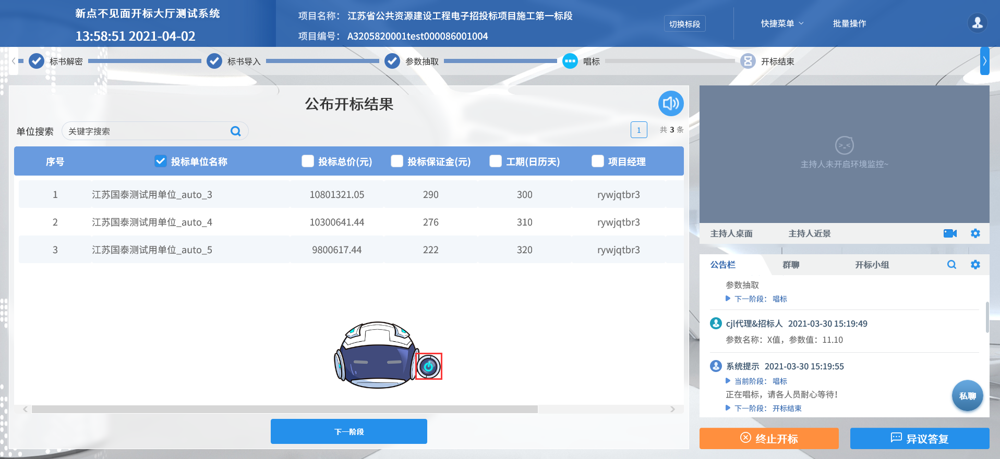 新点不见面开标大厅测试系统
13:58:51 2021-04-02
项目名称： 江苏省公共资源建设工程电子招投标项目施工第一标段
项目编号： A3205820001test000086001004
切换标段
快捷菜单
批量操作
标书解密
标书导入
参数抽取
唱标
开标结束
公布开标结果
单位搜索 关键字搜索
1 共 3 条
序号 投标单位名称 投标总价(元) 投标保证金(元) 工期(日历天) 项目经理
1 江苏国泰测试用单位_auto_3 10801321.05 290 300 rywjqtbr3
2 江苏国泰测试用单位_auto_4 10300641.44 276 310 rywjqtbr3
3 江苏国泰测试用单位_auto_5 9800617.44 222 320 rywjqtbr3
下一阶段
>_<
主持人未开启环境监控~
主持人桌面 主持人近景
公告栏 群聊 开标小组
参数抽取
下一阶段： 唱标
cjl代理&招标人 2021-03-30 15:19:49
参数名称：X值，参数值：11.10
系统提示 2021-03-30 15:19:55
当前阶段： 唱标
正在唱标，请各人员耐心等待！
下一阶段： 开标结束
私聊
终止开标
异议答复